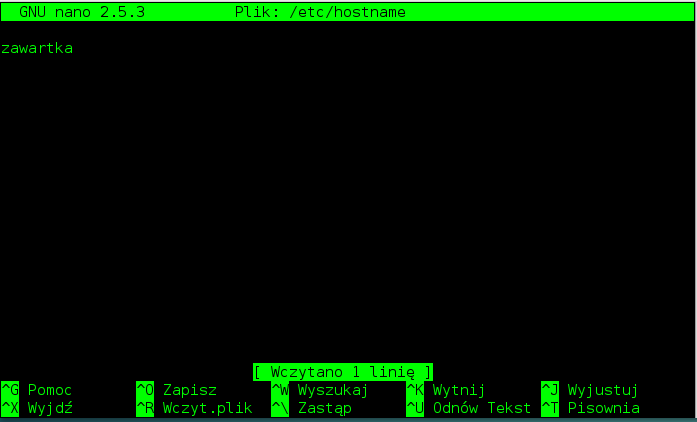 GNU nano 2.5.3 Plik: /etc/hostname
zawartka
[ Wczytano 1 linię ]
^G Pomoc ^O Zapisz ^W Wyszukaj ^K Wytnij ^J Wyjustuj
^X Wyjdź ^R Wczyt.plik ^\ Zastąp ^U Odnów Tekst ^T Pisownia